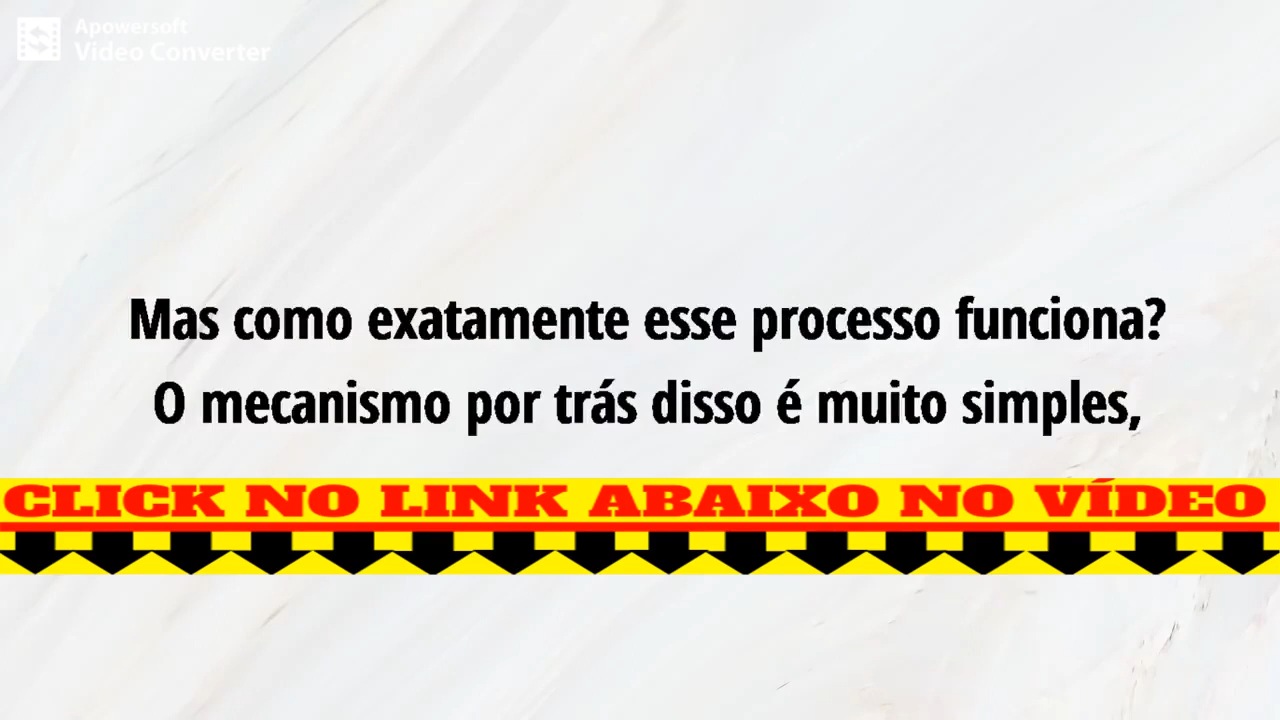 Apowersoft
Video Converter
Mas como exatamente esse processo funciona?
O mecanismo por trás disso é muito simples,
CLICK NO LINK ABAIXO NO VÍDEO